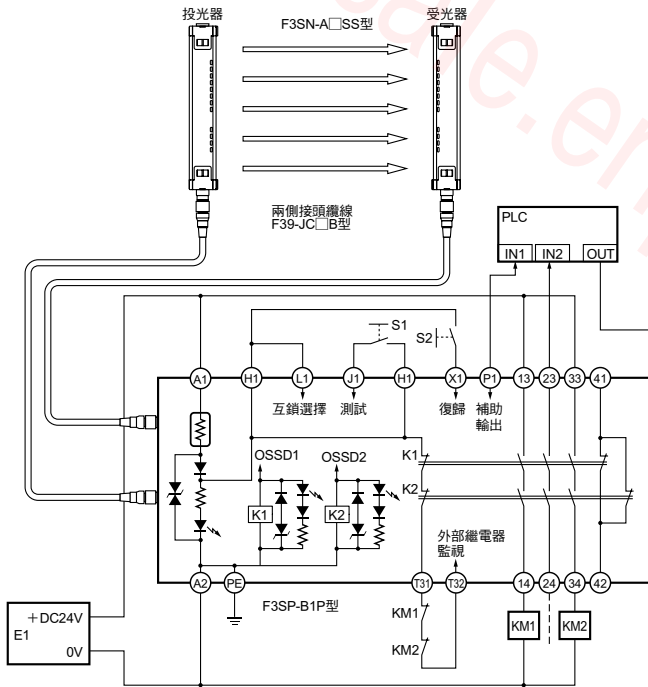 投光器
受光器
F3SN-A□SS型
兩側接頭纜線
F39-JC□B型
PLC
IN1 IN2 OUT
S1
S2
A1 H1 L1 J1 H1 X1 P1 13 23 33 41
互鎖選擇 測試 復歸 補助
輸出
OSSD1 OSSD2
K1
K1 K2
K2
外部繼電器
監視
A2 PE T31 T32 14 24 34 42
F3SP-B1P型
KM1
KM2
KM1 KM2
+DC24V
E1
0V